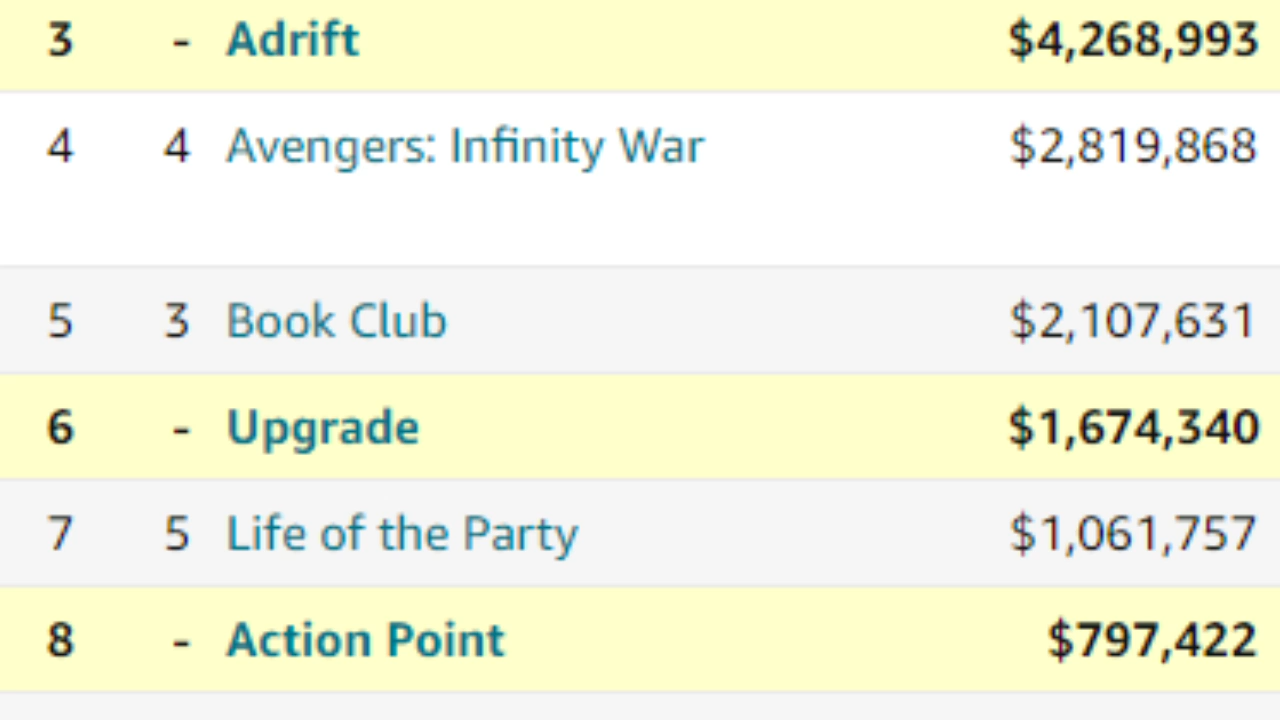 3 - Adrift $4,268,993
4 4 Avengers: Infinity War $2,819,868
5 3 Book Club $2,107,631
6 - Upgrade $1,674,340
7 5 Life of the Party $1,061,757
8 - Action Point $797,422